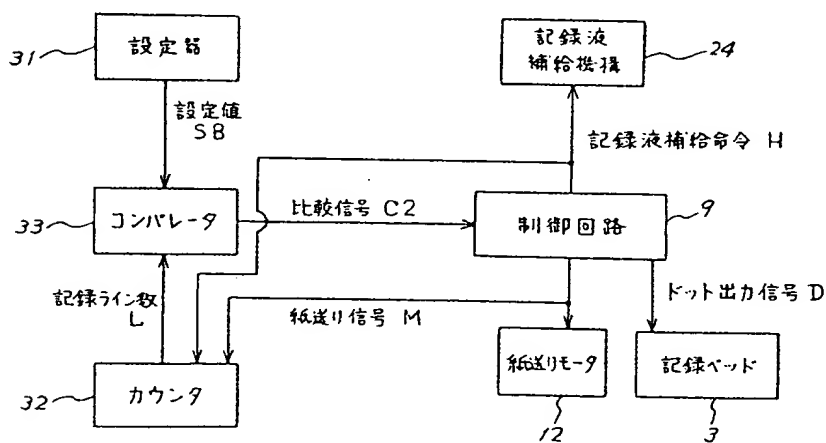 31
設定器
記録液
補給機構
24
設定値
SB
記録液補給命令 H
33
コンパレータ
比較信号 C2
制御回路
9
記録ライン数
L
紙送り信号 M
ドット出力信号 D
32
カウンタ
紙送りモータ
記録ヘッド
12
3